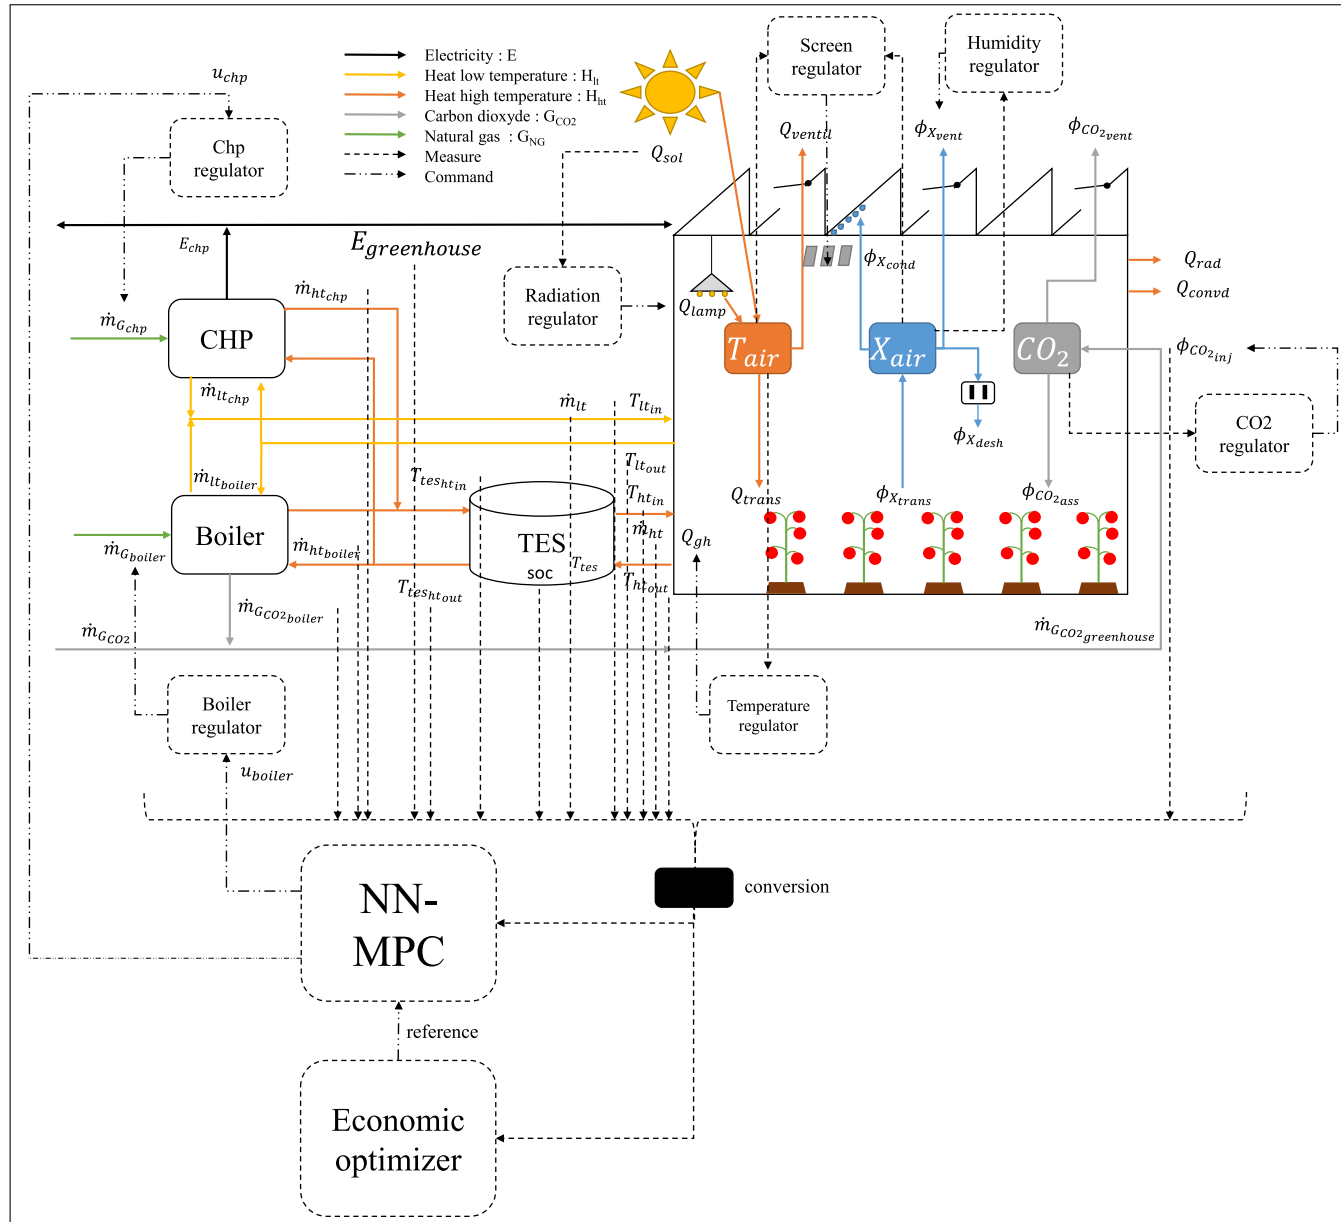 Electricity : E
Heat low temperature : H_lt
Heat high temperature : H_ht
Carbon dioxyde : G_CO2
Natural gas : G_NG
Measure
Command
Screen
regulator
Humidity
regulator
u_chp
Chp
regulator
Q_sol
Q_ventil
ϕ_X_vent
ϕ_CO_2vent
E_chp
E_greenhouse
ϕ_X_cond
Q_rad
Q_convd
Radiation
regulator
Q_lamp
ṁ_G_chp
CHP
ṁ_ht_chp
T_air
X_air
CO_2
ϕ_CO_2inj
ṁ_lt_chp
ṁ_lt
T_lt_in
ϕ_X_desh
CO2
regulator
ṁ_lt_boiler
T_tes_ht_in
T_lt_out
T_ht_in
Q_trans
ϕ_X_trans
ϕ_CO_2ass
Boiler
ṁ_G_boiler
ṁ_ht_boiler
TES
soc
T_tes
ṁ_ht
T_ht_out
Q_gh
T_tes_ht_out
ṁ_G_CO2_boiler
ṁ_G_CO2
ṁ_G_CO2_greenhouse
Boiler
regulator
Temperature
regulator
u_boiler
NN-
MPC
conversion
reference
Economic
optimizer